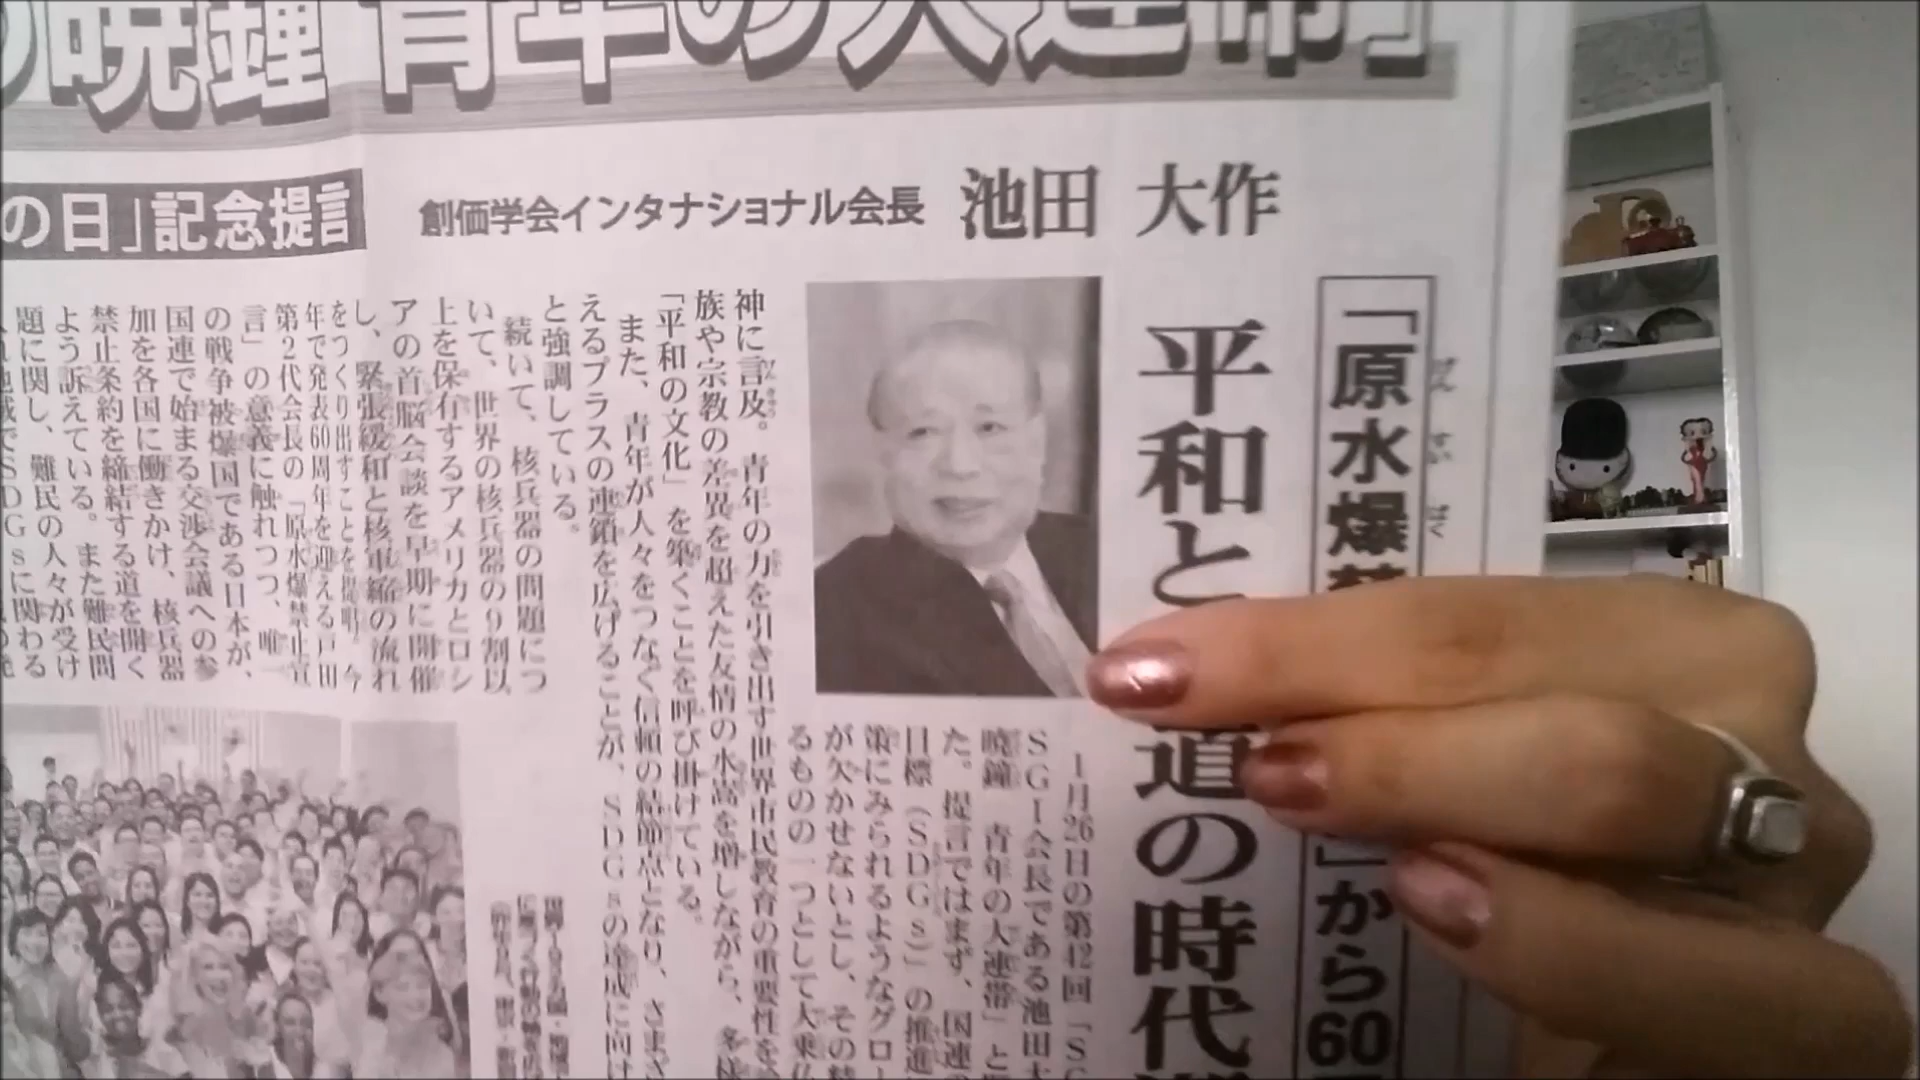 の暁鐘 青年の大連帯」
の日」記念提言
創価学会インタナショナル会長 池田 大作
「原水爆
から60
平和と
道の時代
1月26日の第42回「S
SGI会長である池田大
暁鐘 青年の大連帯」と
た。提言ではまず、国連の
目標（SDGs）の推進
策にみられるようなグロー
が欠かせないとし、その
るものの一つとして大乗仏
神に言及。青年の力を引き出す世界市民教育の重要性を
族や宗教の差異を超えた友情の水嵩を増しながら、多様
「平和の文化」を築くことを呼び掛けている。
また、青年が人々をつなぐ信頼の結節点となり、さまざ
えるプラスの連鎖を広げることが、SDGsの達成に向け
と強調している。
続いて、核兵器の問題につ
いて、世界の核兵器の9割以
上を保有するアメリカとロシ
アの首脳会談を早期に開催
し、緊張緩和と核軍縮の流れ
をつくり出すことを提唱。今
年で発表60周年を迎える戸田
第2代会長の「原水爆禁止宣
言」の意義に触れつつ、唯一
の戦争被爆国である日本が、
国連で始まる交渉会議への参
加を各国に働きかけ、核兵器
禁止条約を締結する道を開く
よう訴えている。また難民問
題に関し、難民の人々が受け
地域でSDGsに関わる